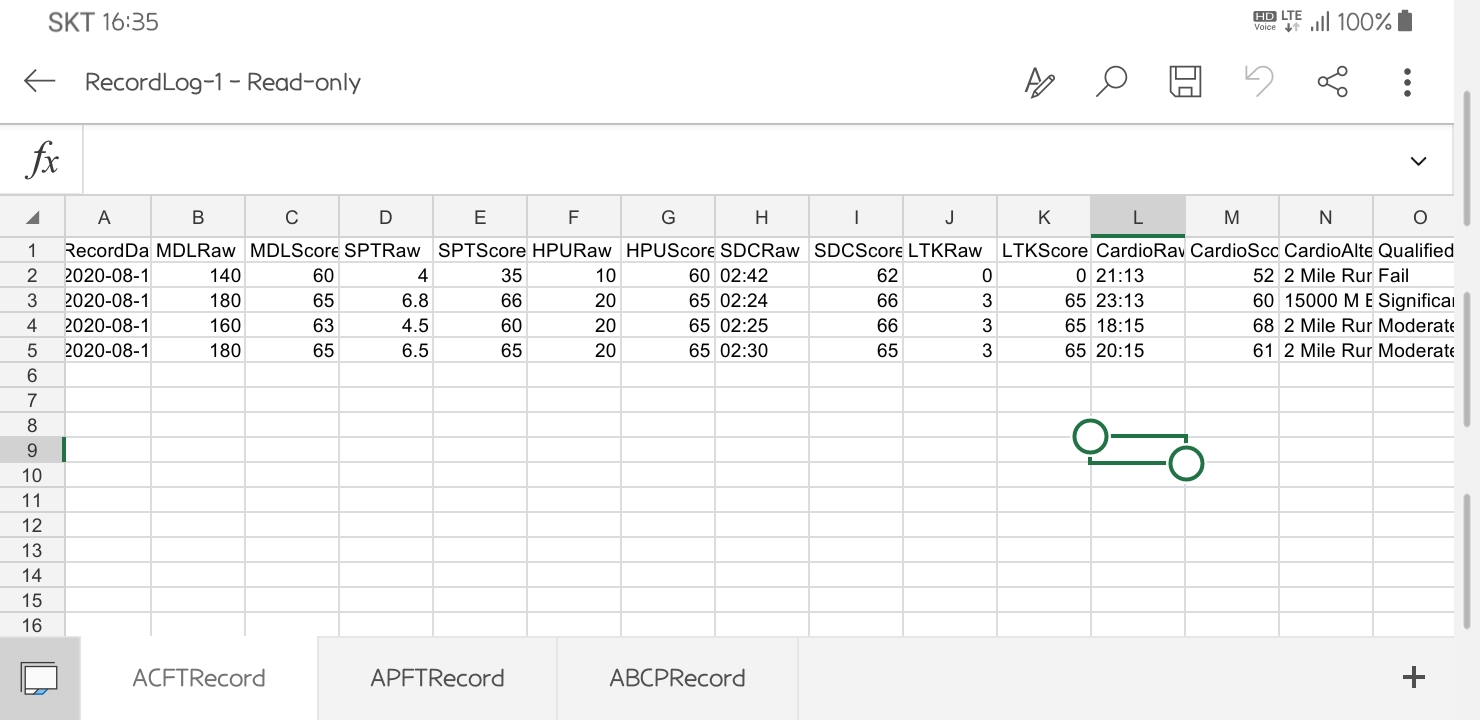 SKT 16:35 HD Voice LTE 100%
RecordLog-1 - Read-only
fx
A B C D E F G H I J K L M N O
1 RecordDa MDLRaw MDLScore SPTRaw SPTScore HPURaw HPUScore SDCRaw SDCScore LTKRaw LTKScore CardioRaw CardioSco CardioAlte Qualified
2 2020-08-1 140 60 4 35 10 60 02:42 62 0 0 21:13 52 2 Mile Run Fail
3 2020-08-1 180 65 6.8 66 20 65 02:24 66 3 65 23:13 60 15000 M B Significan
4 2020-08-1 160 63 4.5 60 20 65 02:25 66 3 65 18:15 68 2 Mile Run Moderate
5 2020-08-1 180 65 6.5 65 20 65 02:30 65 3 65 20:15 61 2 Mile Run Moderate
6
7
8
9
10
11
12
13
14
15
16
ACFTRecord APFTRecord ABCPRecord +